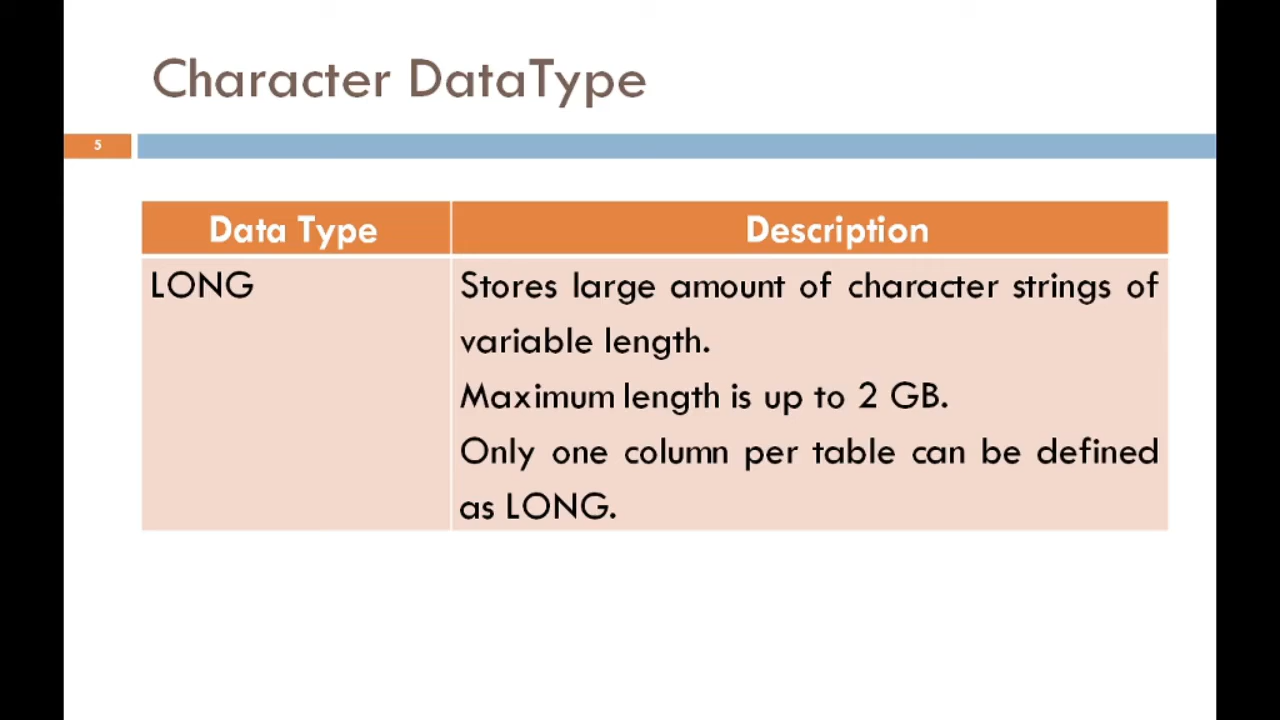 Character DataType
5
Data Type
Description
LONG
Stores large amount of character strings of
variable length.
Maximum length is up to 2 GB.
Only one column per table can be defined
as LONG.